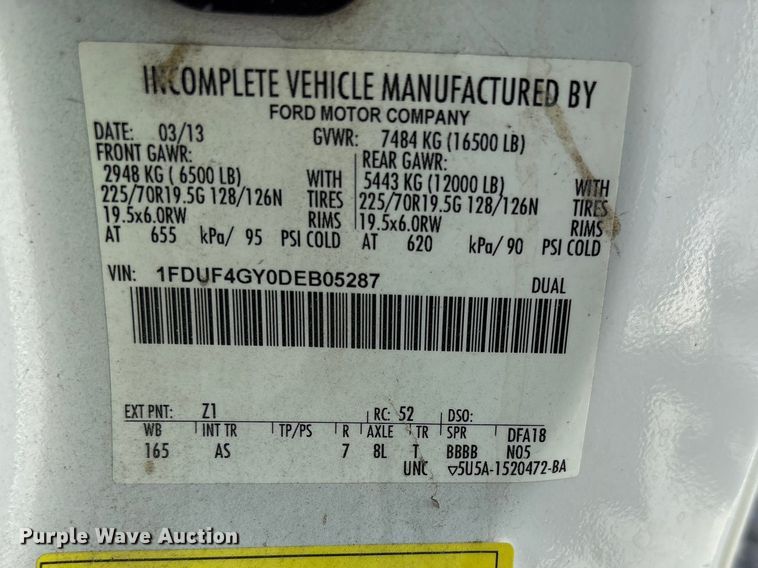 INCOMPLETE VEHICLE MANUFACTURED BY
FORD MOTOR COMPANY
DATE: 03/13 GVWR: 7484 KG (16500 LB)
FRONT GAWR: REAR GAWR:
2948 KG ( 6500 LB) WITH 5443 KG (12000 LB) WITH
225/70R19.5G 128/126N TIRES 225/70R19.5G 128/126N TIRES
19.5x6.0RW RIMS 19.5x6.0RW RIMS
AT 655 kPa/ 95 PSI COLD AT 620 kPa/ 90 PSI COLD
VIN: 1FDUF4GY0DEB05287 DUAL
EXT PNT: Z1 RC: 52 DSO:
WB INT TR TP/PS R AXLE TR SPR DFA18
165 AS 7 8L T BBBB N05
UNC ▽5U5A-1520472-BA
Purple Wave Auction